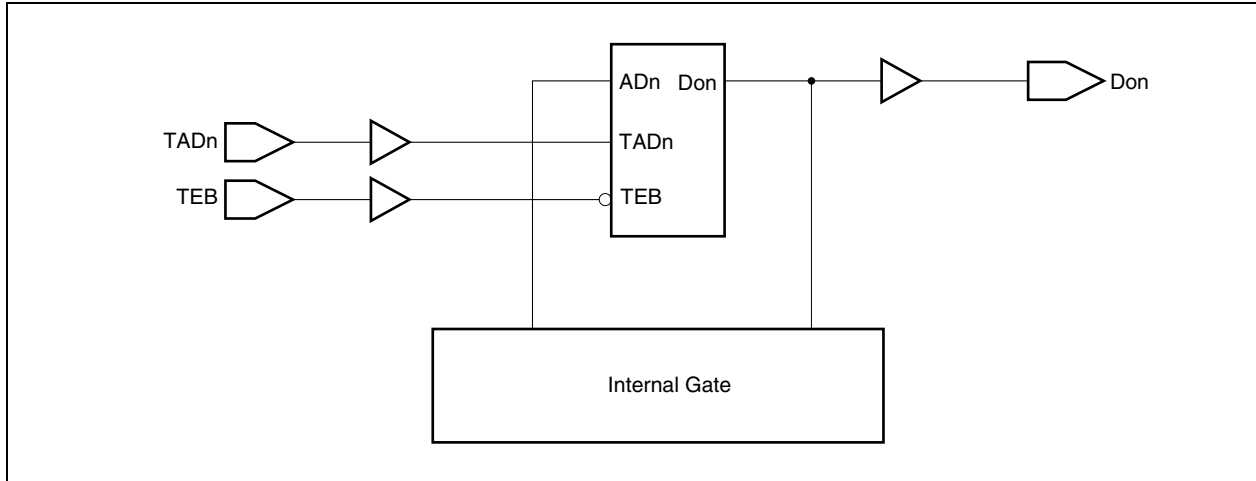 ADn Don
Don
TADn
TADn
TEB
TEB
Internal Gate